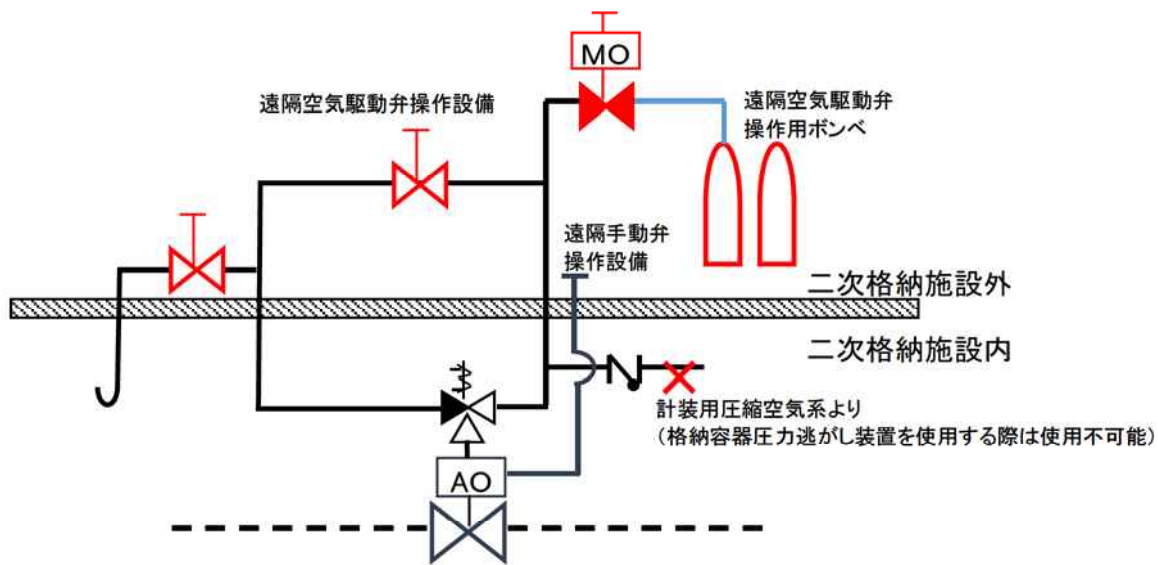 MO
遠隔空気駆動弁操作設備
遠隔空気駆動弁
操作用ボンベ
遠隔手動弁
操作設備
二次格納施設外
二次格納施設内
計装用圧縮空気系より
（格納容器圧力逃がし装置を使用する際は使用不可能）
AO